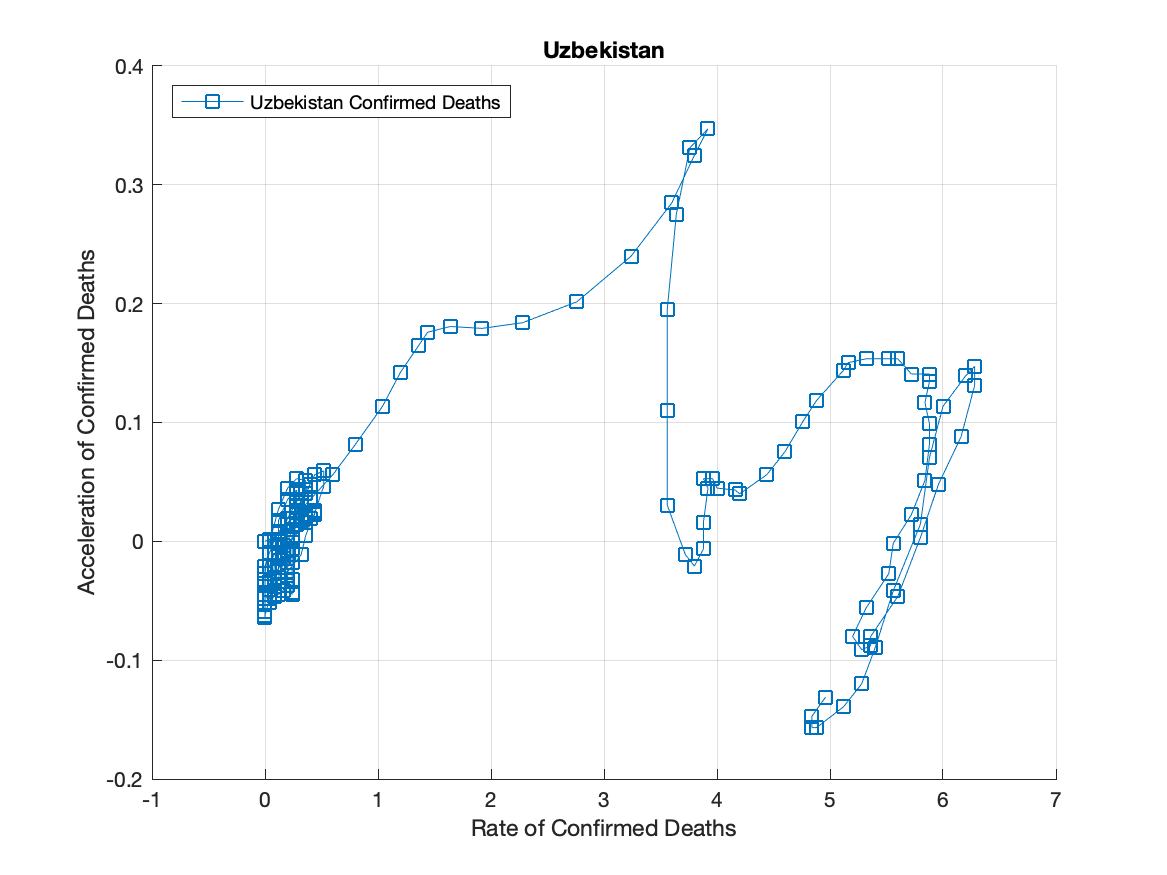 Uzbekistan
0.4
Uzbekistan Confirmed Deaths
0.3
0.2
0.1
0
-0.1
-0.2
Acceleration of Confirmed Deaths
-1 0 1 2 3 4 5 6 7
Rate of Confirmed Deaths